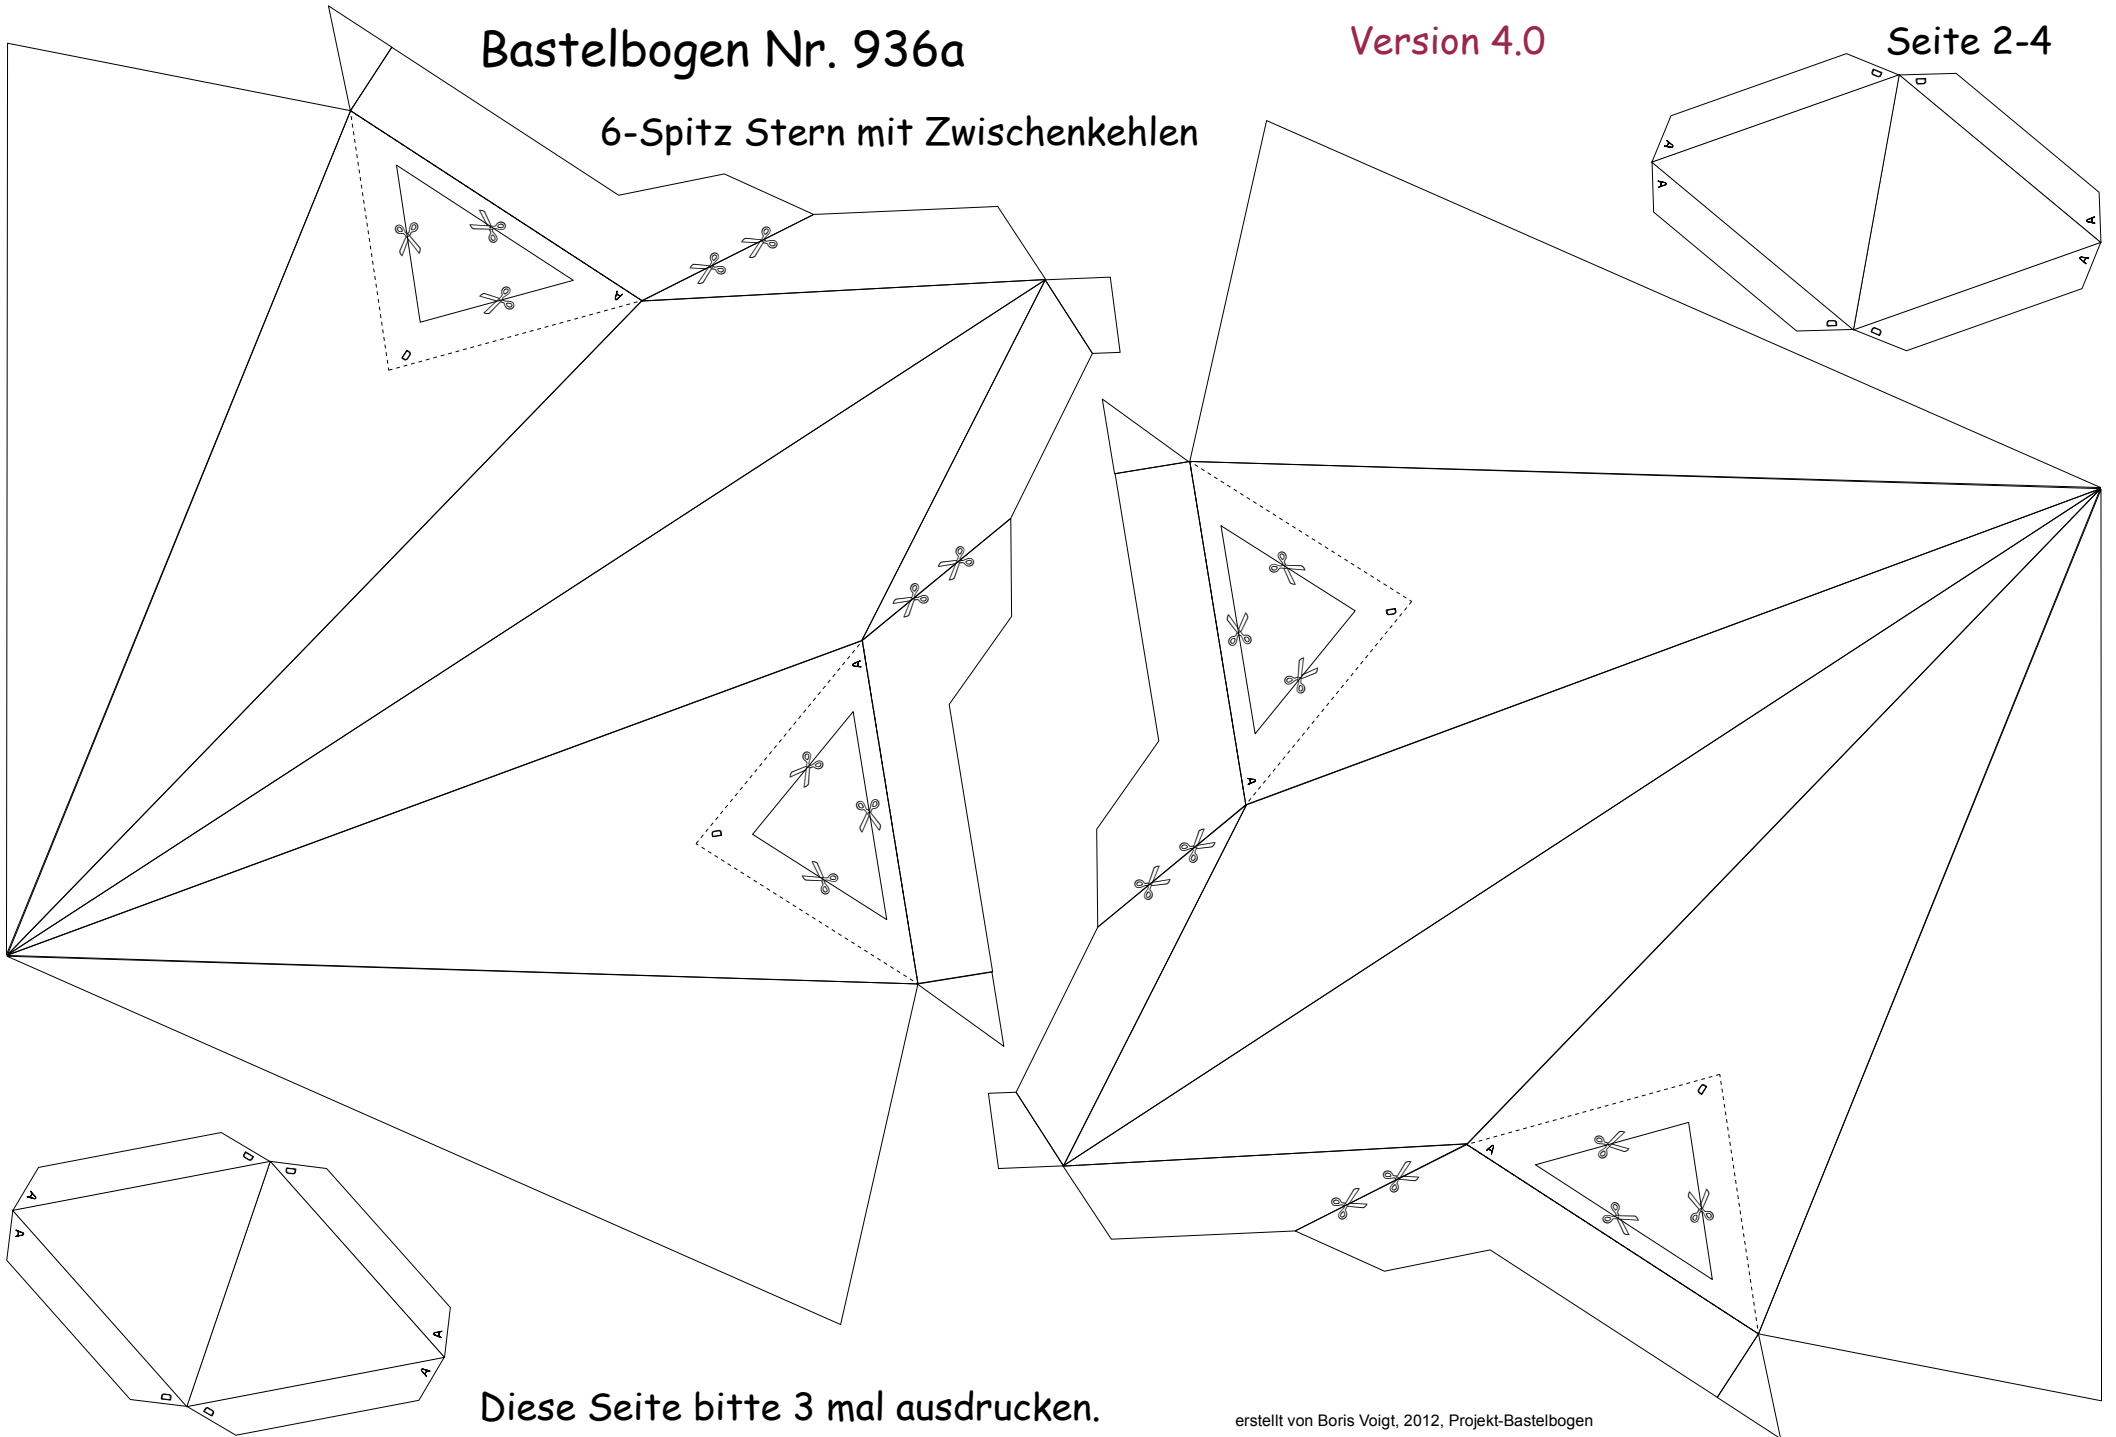 Bastelbogen Nr. 936a
Version 4.0
Seite 2-4
6-Spitz Stern mit Zwischenkehlen
D
D
A
A
A
A
D
D
A
D
A
D
D
A
D
A
D
D
A
A
A
A
D
D
Diese Seite bitte 3 mal ausdrucken.
erstellt von Boris Voigt, 2012, Projekt-Bastelbogen